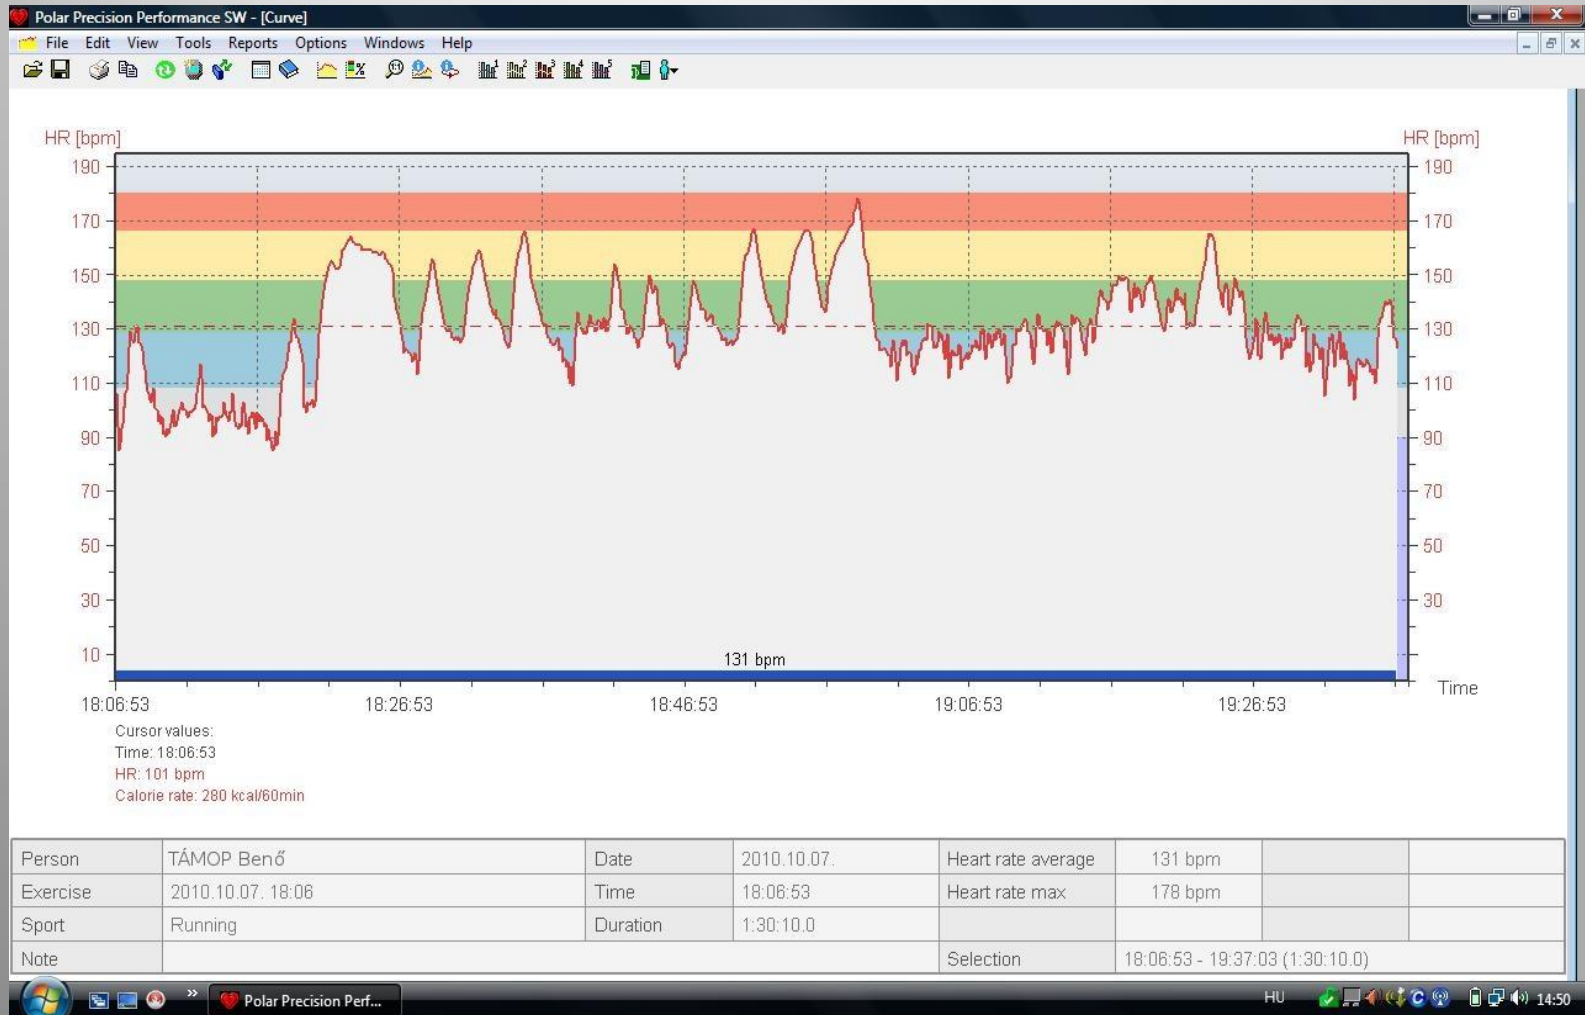 Polar Precision Performance SW - [Curve]
File Edit View Tools Reports Options Windows Help
HR [bpm] HR [bpm]
190 190
170 170
150 150
130 130
110 110
90 90
70 70
50 50
30 30
10
131 bpm
Time
18:06:53 18:26:53 18:46:53 19:06:53 19:26:53
Cursor values:
Time: 18:06:53
HR: 101 bpm
Calorie rate: 280 kcal/60min
Person TÁMOP Benő Date 2010.10.07. Heart rate average 131 bpm
Exercise 2010.10.07. 18:06 Time 18:06:53 Heart rate max 178 bpm
Sport Running Duration 1:30:10.0
Note Selection 18:06:53 - 19:37:03 (1:30:10.0)
» Polar Precision Perf... HU 14:50